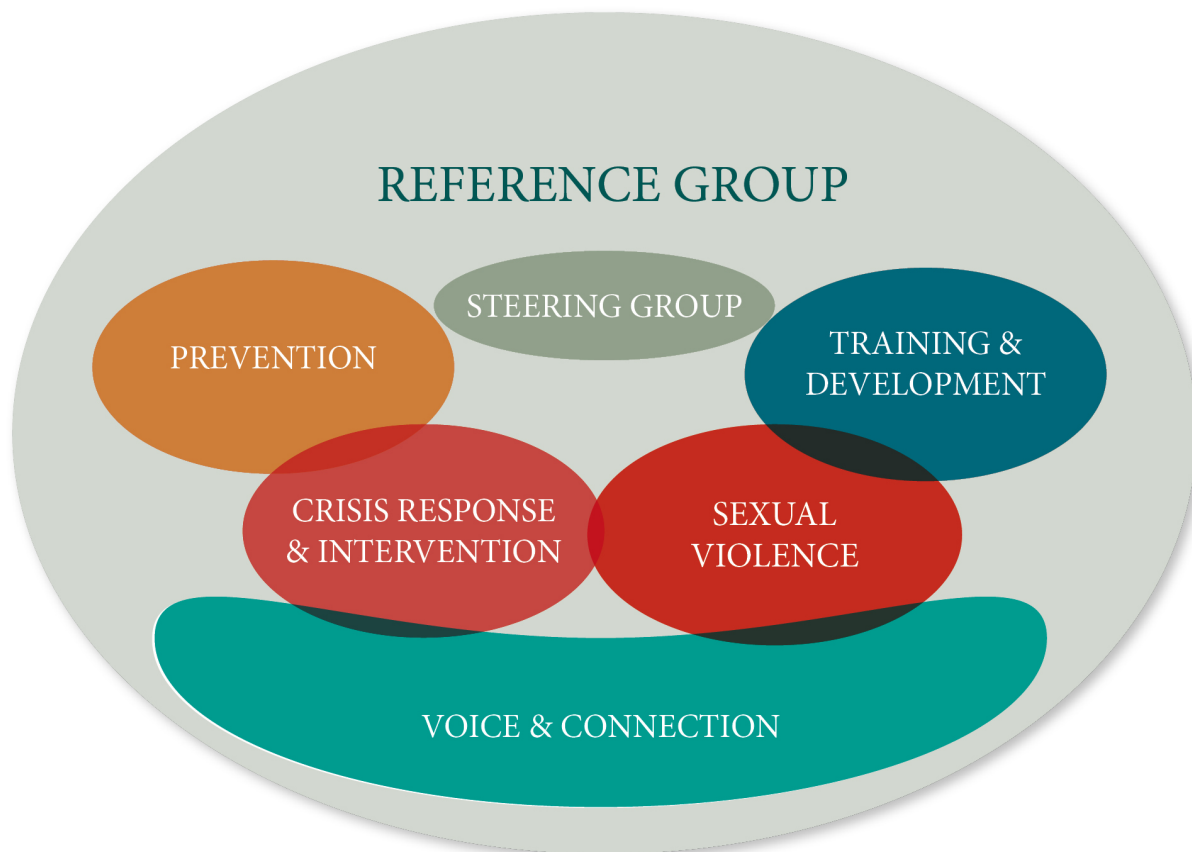 REFERENCE GROUP
STEERING GROUP
PREVENTION
TRAINING &
DEVELOPMENT
CRISIS RESPONSE
& INTERVENTION
SEXUAL
VIOLENCE
VOICE & CONNECTION